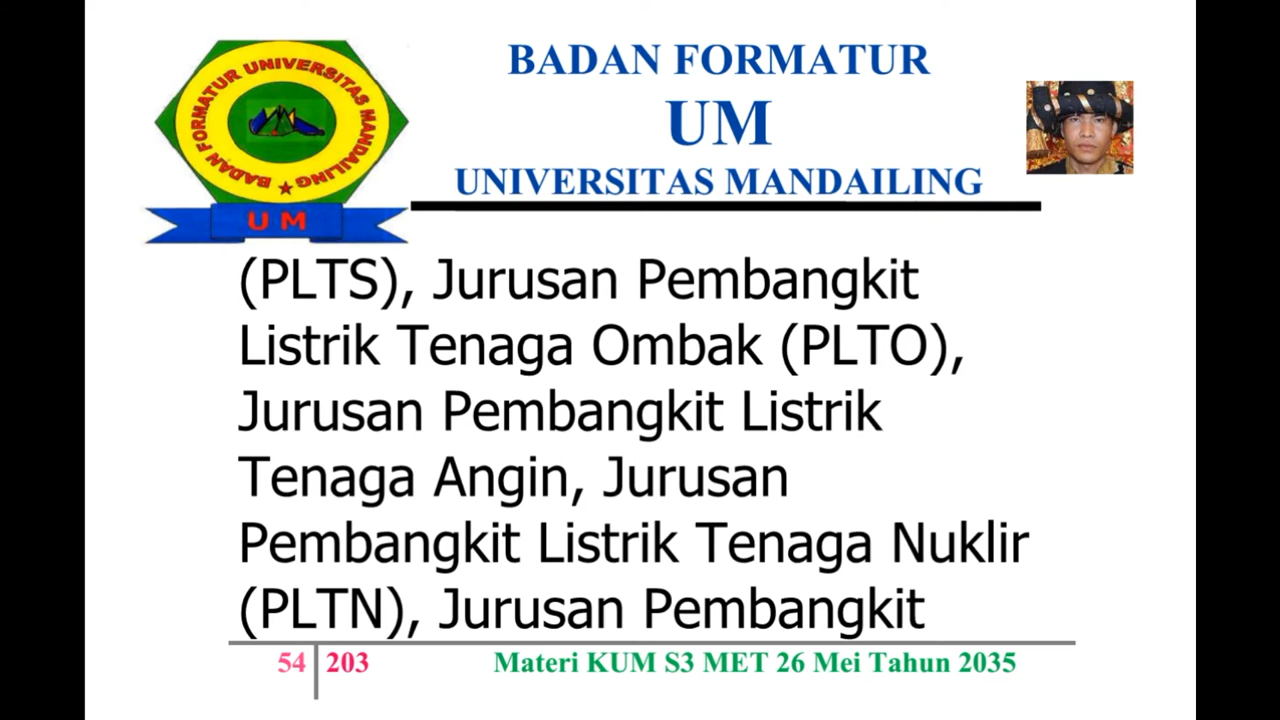 BADAN FORMATUR UNIVERSITAS MANDAILING
UM
BADAN FORMATUR
UM
UNIVERSITAS MANDAILING
(PLTS), Jurusan Pembangkit
Listrik Tenaga Ombak (PLTO),
Jurusan Pembangkit Listrik
Tenaga Angin, Jurusan
Pembangkit Listrik Tenaga Nuklir
(PLTN), Jurusan Pembangkit
54 203 Materi KUM S3 MET 26 Mei Tahun 2035